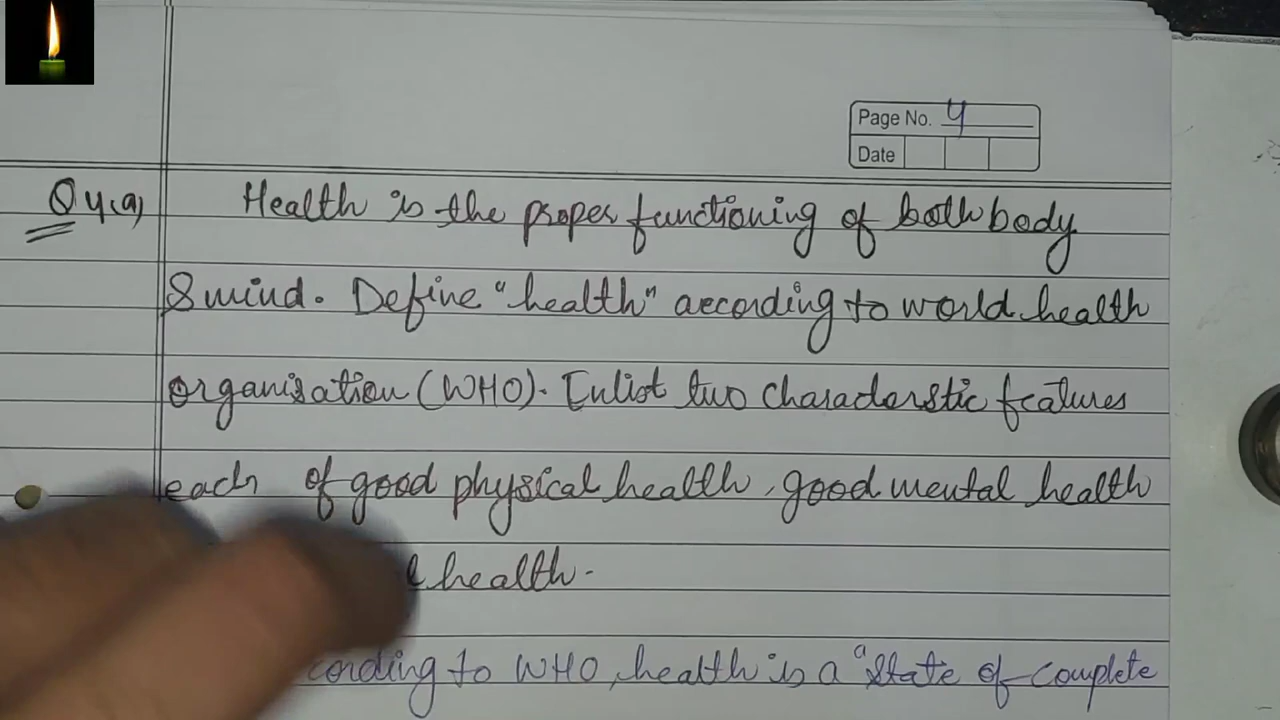 Page No. 4
Date
Q4(a) Health is the proper functioning of both body
& mind. Define "health" according to world health
organisation (WHO). Enlist two characterstic features
each of good physical health, good mental health
health.
cording to WHO, health is a "State of complete